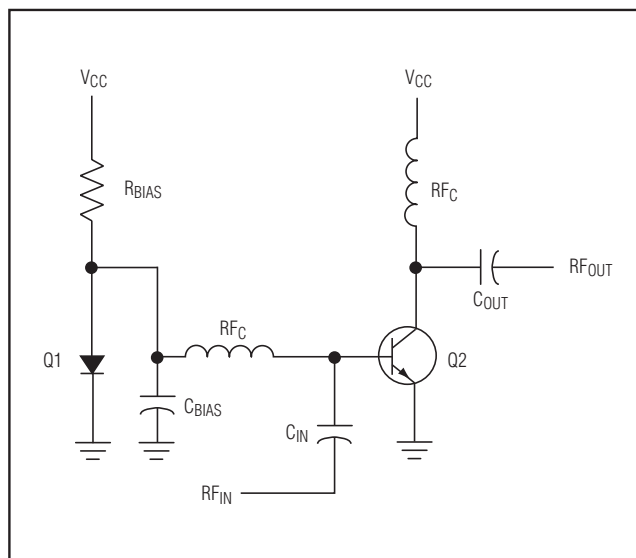 VCC
VCC
RBIAS
RFC
RFOUT
COUT
RFC
Q1
Q2
CBIAS
CIN
RFIN